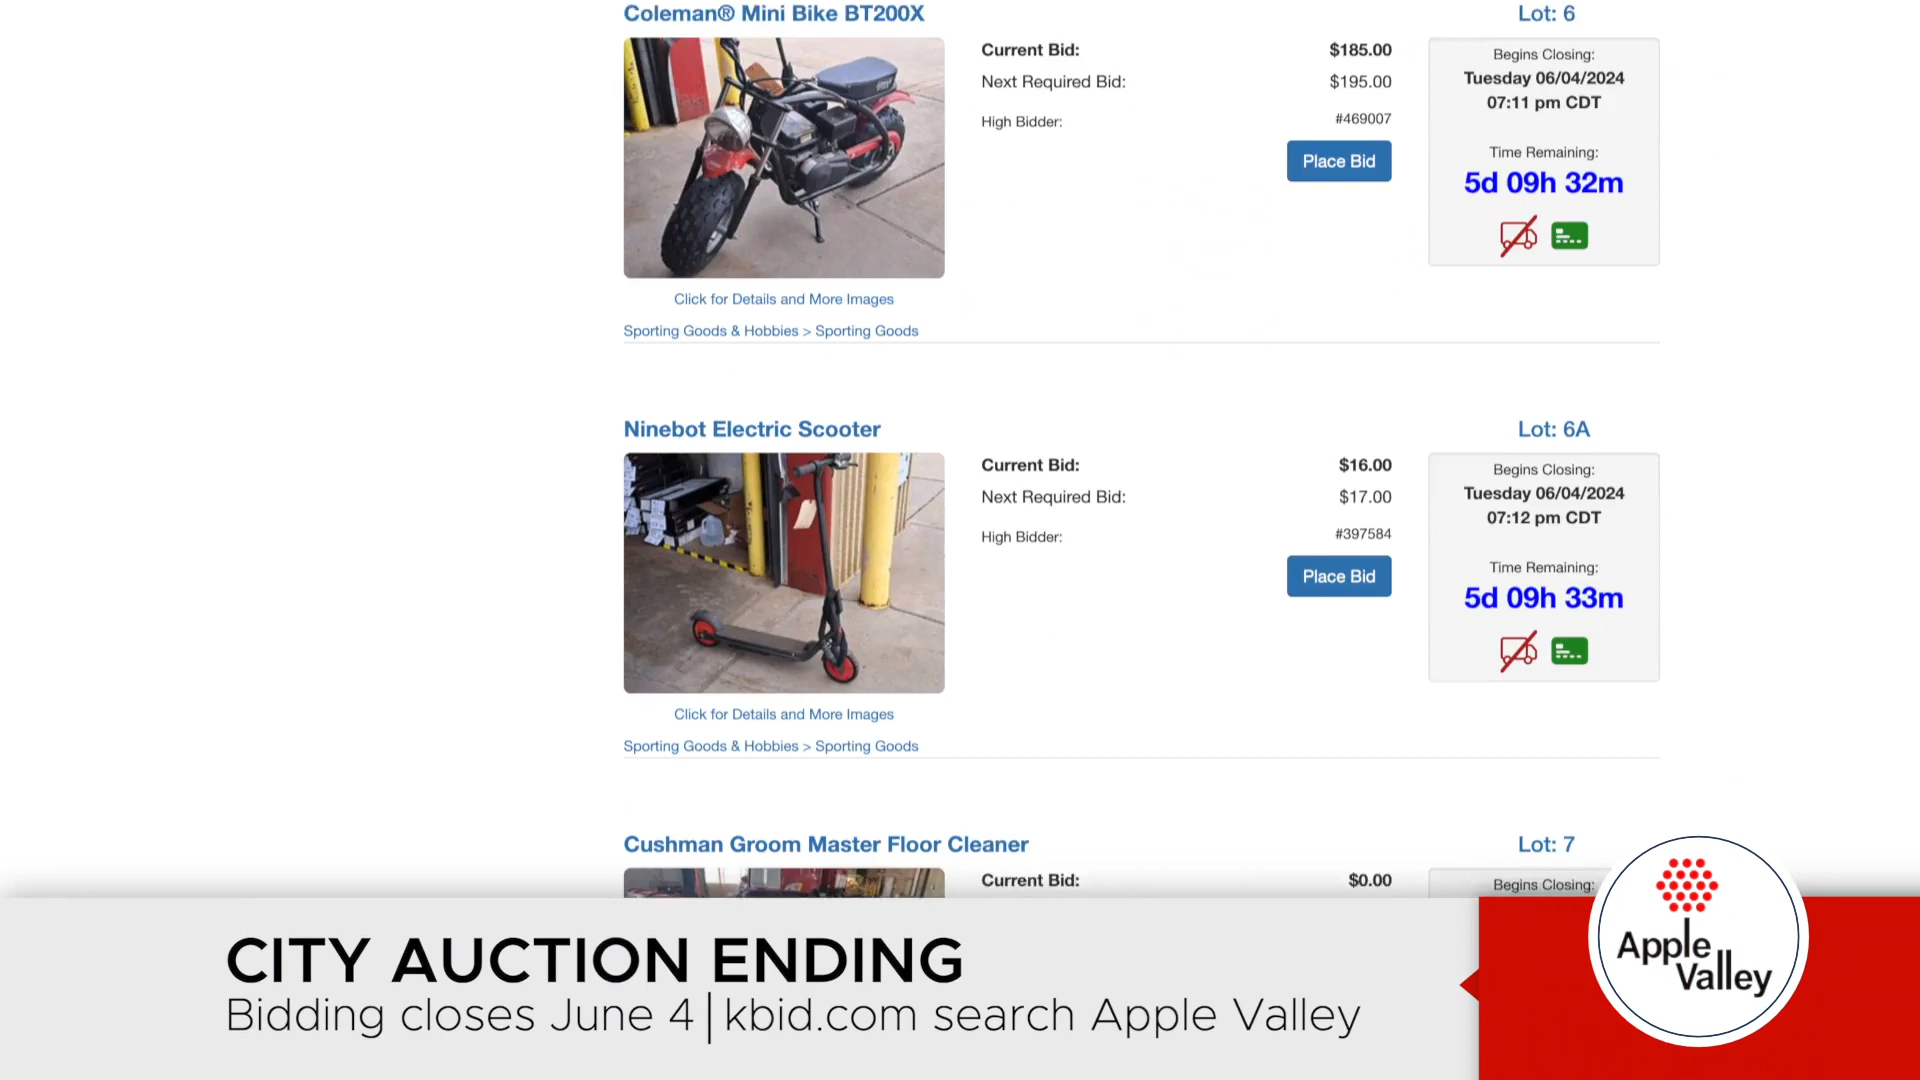 Coleman® Mini Bike BT200X
Lot: 6
Current Bid: $185.00
Next Required Bid: $195.00
High Bidder: #469007
Place Bid
Begins Closing:
Tuesday 06/04/2024
07:11 pm CDT
Time Remaining:
5d 09h 32m
Click for Details and More Images
Sporting Goods & Hobbies > Sporting Goods
Ninebot Electric Scooter
Lot: 6A
Current Bid: $16.00
Next Required Bid: $17.00
High Bidder: #397584
Place Bid
Begins Closing:
Tuesday 06/04/2024
07:12 pm CDT
Time Remaining:
5d 09h 33m
Click for Details and More Images
Sporting Goods & Hobbies > Sporting Goods
Cushman Groom Master Floor Cleaner
Lot: 7
Current Bid: $0.00
Begins Closing:
CITY AUCTION ENDING
Bidding closes June 4|kbid.com search Apple Valley
Apple
Valley